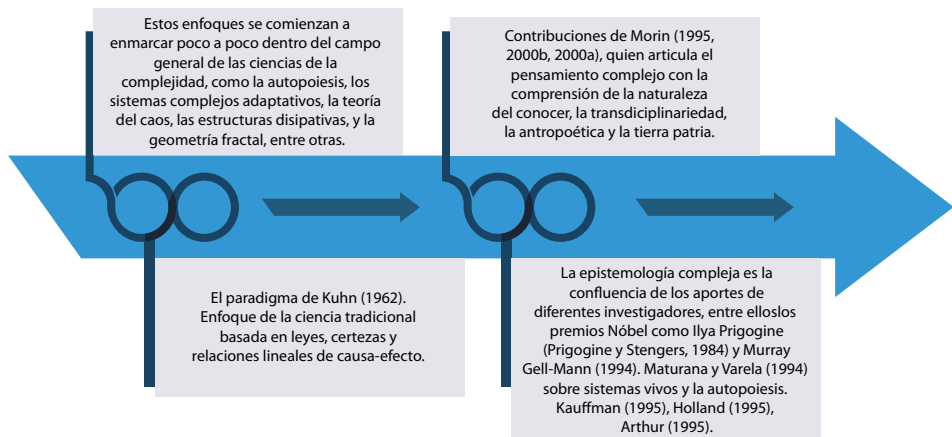 Estos enfoques se comienzan a
enmarcar poco a poco dentro del campo
general de las ciencias de la
complejidad, como la autopoiesis, los
sistemas complejos adaptativos, la teoría
del caos, las estructuras disipativas, y la
geometría fractal, entre otras.
El paradigma de Kuhn (1962).
Enfoque de la ciencia tradicional
basada en leyes, certezas y
relaciones lineales de causa-efecto.
Contribuciones de Morin (1995,
2000b, 2000a), quien articula el
pensamiento complejo con la
comprensión de la naturaleza
del conocer, la transdiciplinariedad,
la antropoética y la tierra patria.
La epistemología compleja es la
confluencia de los aportes de
diferentes investigadores, entre elloslos
premios Nóbel como Ilya Prigogine
(Prigogine y Stengers, 1984) y Murray
Gell-Mann (1994). Maturana y Varela (1994)
sobre sistemas vivos y la autopoiesis.
Kauffman (1995), Holland (1995),
Arthur (1995).